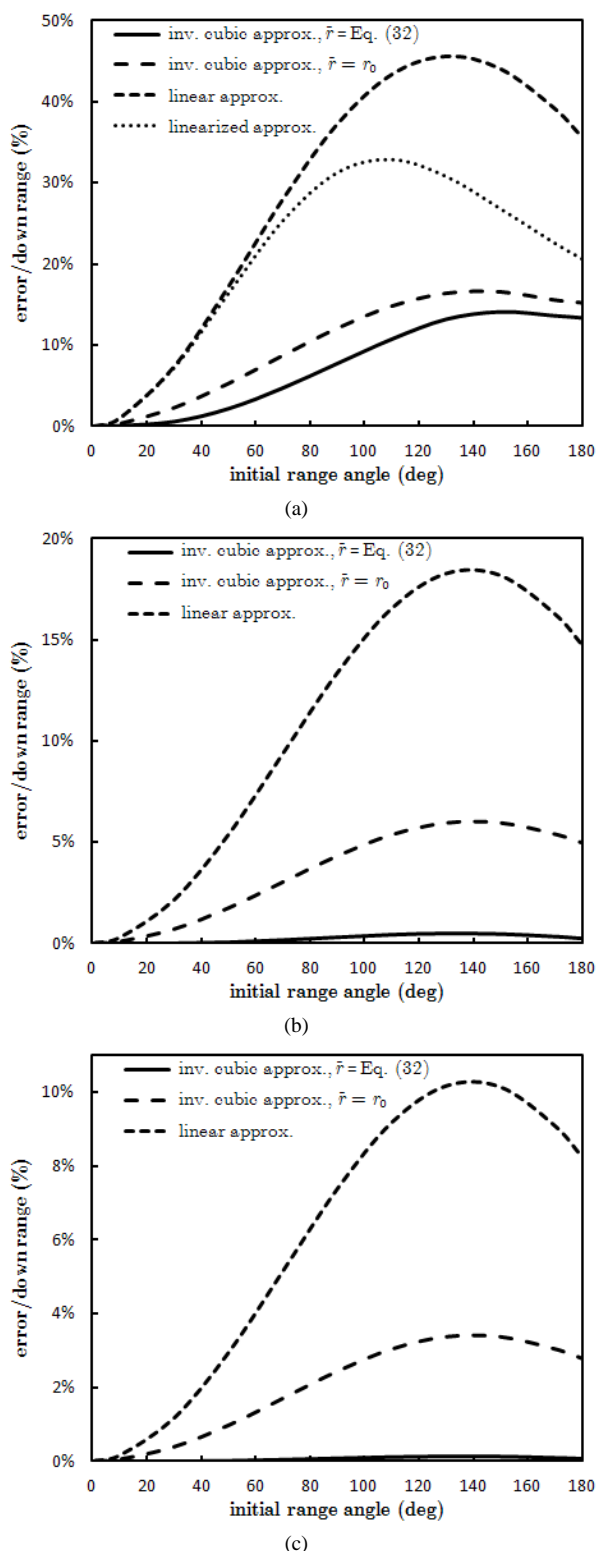 50%
40%
30%
20%
10%
0%
error/down range (%)
inv. cubic approx., r̄ = Eq. (32)
inv. cubic approx., r̄ = r₀
linear approx.
linearized approx.
0 20 40 60 80 100 120 140 160 180
initial range angle (deg)
(a)
20%
15%
10%
5%
0%
error/down range (%)
inv. cubic approx., r̄ = Eq. (32)
inv. cubic approx., r̄ = r₀
linear approx.
0 20 40 60 80 100 120 140 160 180
initial range angle (deg)
(b)
10%
8%
6%
4%
2%
0%
error/down range (%)
inv. cubic approx., r̄ = Eq. (32)
inv. cubic approx., r̄ = r₀
linear approx.
0 20 40 60 80 100 120 140 160 180
initial range angle (deg)
(c)